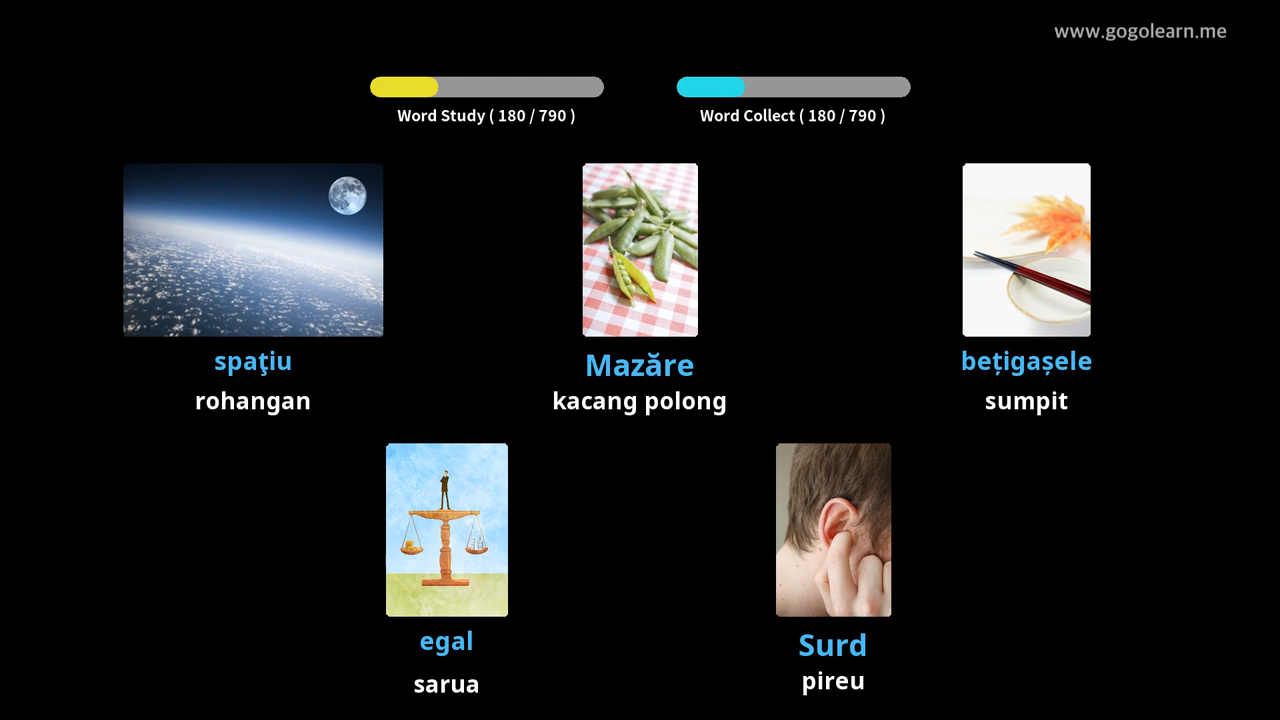 www.gogolearn.me
Word Study ( 180 / 790 )
Word Collect ( 180 / 790 )
spaţiu
rohangan
Mazăre
kacang polong
bețigașele
sumpit
egal
sarua
Surd
pireu